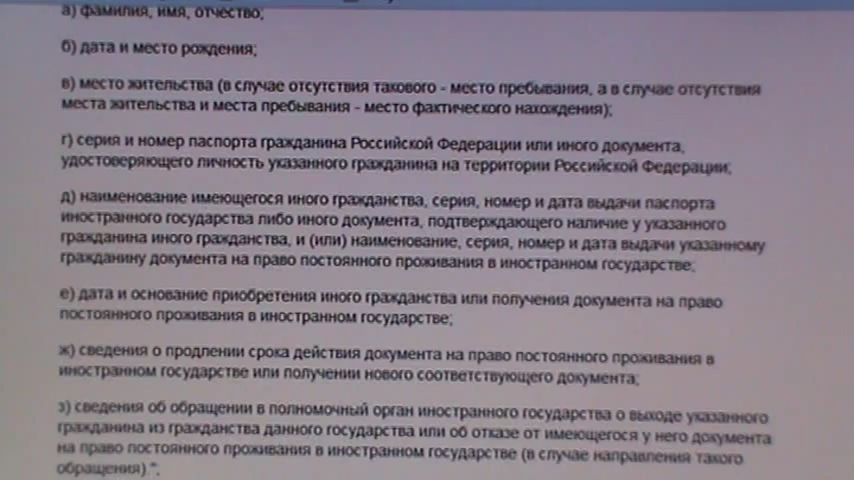 а) фамилия, имя, отчество;
б) дата и место рождения;
в) место жительства (в случае отсутствия такового - место пребывания, а в случае отсутствия
места жительства и места пребывания - место фактического нахождения);
г) серия и номер паспорта гражданина Российской Федерации или иного документа,
удостоверяющего личность указанного гражданина на территории Российской Федерации;
д) наименование имеющегося иного гражданства, серия, номер и дата выдачи паспорта
иностранного государства либо иного документа, подтверждающего наличие у указанного
гражданина иного гражданства, и (или) наименование, серия, номер и дата выдачи указанному
гражданину документа на право постоянного проживания в иностранном государстве;
е) дата и основание приобретения иного гражданства или получения документа на право
постоянного проживания в иностранном государстве;
ж) сведения о продлении срока действия документа на право постоянного проживания в
иностранном государстве или получении нового соответствующего документа;
з) сведения об обращении в полномочный орган иностранного государства о выходе указанного
гражданина из гражданства данного государства или об отказе от имеющегося у него документа
на право постоянного проживания в иностранном государстве (в случае направления такого
обращения).";